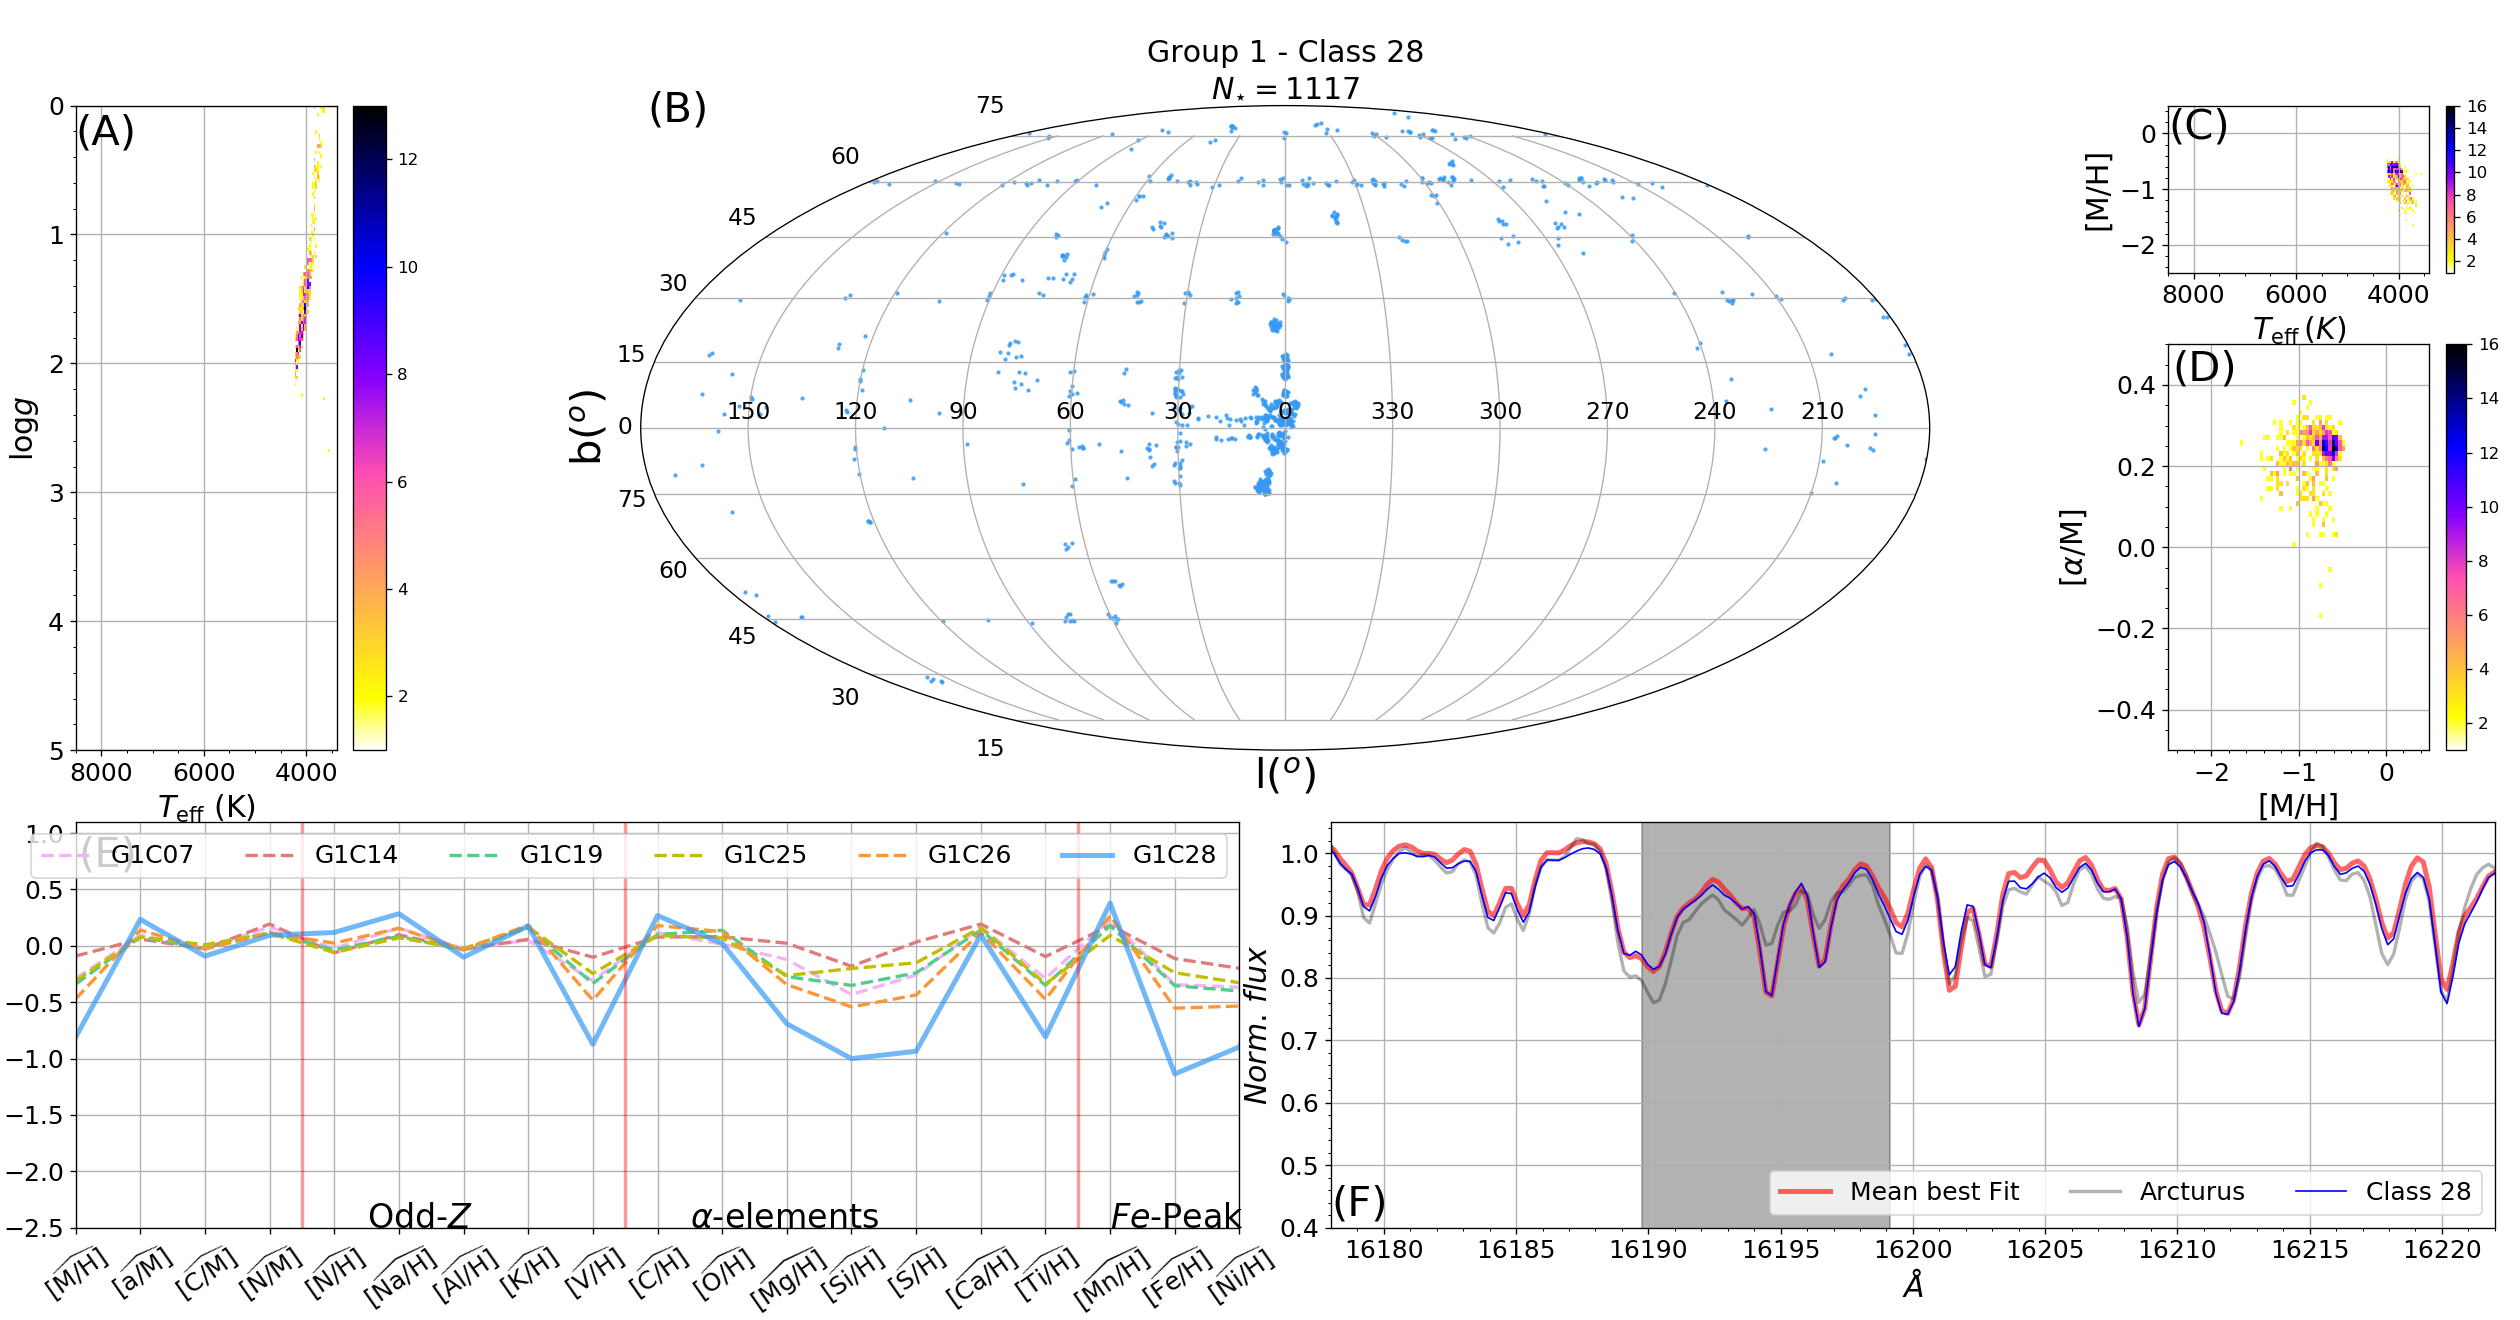 Group 1 - Class 28
N⋆ = 1117
(A)
0
1
2
3
4
5
logg
8000 6000 4000
Teff (K)
12
10
8
6
4
2
(B)
75
60
45
30
15
0
75
60
45
30
15
b(o)
150 120 90 60 30 0 330 300 270 240 210
l(o)
(C)
0
−1
−2
[M/H]
8000 6000 4000
Teff (K)
16
14
12
10
8
6
4
2
(D)
0.4
0.2
0.0
−0.2
−0.4
[α/M]
−2 −1 0
[M/H]
16
14
12
10
8
6
4
2
(E)
G1C07 G1C14 G1C19 G1C25 G1C26 G1C28
1.0
0.5
0.0
−0.5
−1.0
−1.5
−2.0
−2.5
Odd-Z α-elements Fe-Peak
[M/H] [a/M] [C/M] [N/M] [N/H] [Na/H] [Al/H] [K/H] [V/H] [C/H] [O/H] [Mg/H] [Si/H] [S/H] [Ca/H] [Ti/H] [Mn/H] [Fe/H] [Ni/H]
1.0
0.9
0.8
0.7
0.6
0.5
0.4
Norm. flux
(F)
Mean best Fit Arcturus Class 28
16180 16185 16190 16195 16200 16205 16210 16215 16220
Å